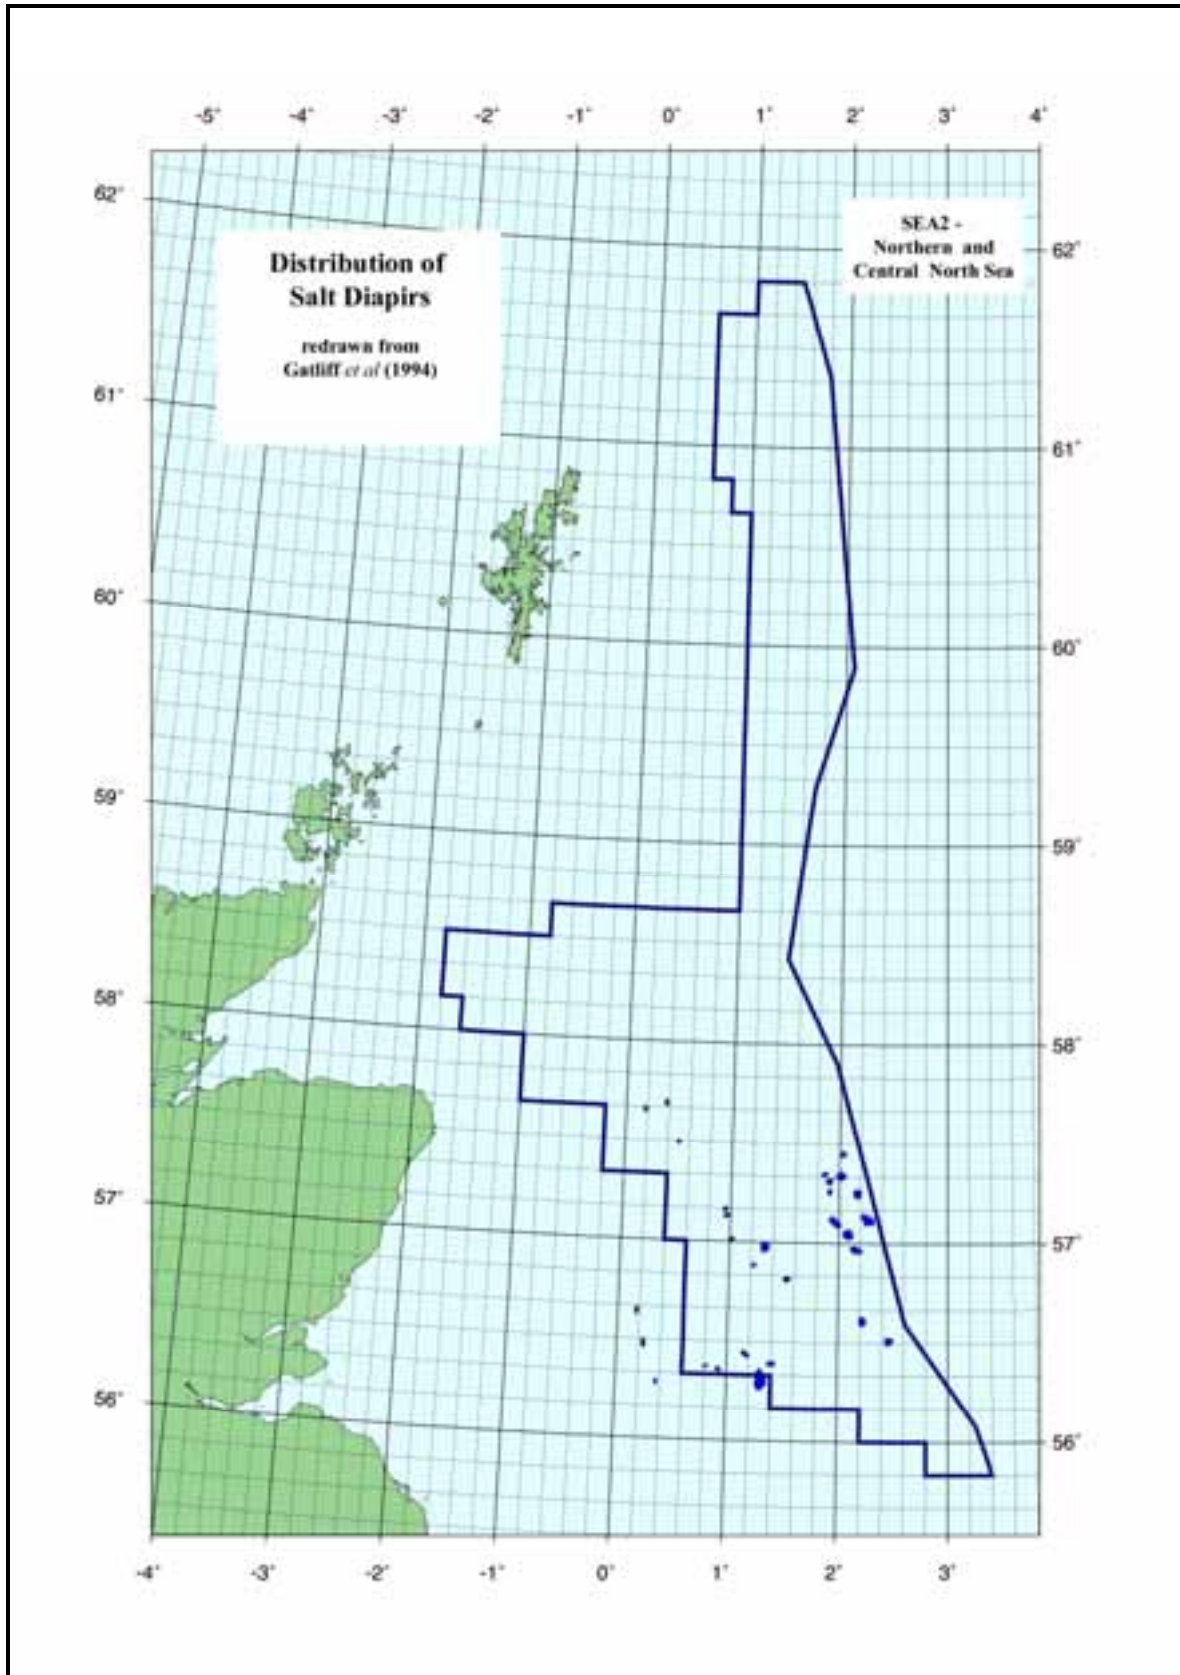 -5° -4° -3° -2° -1° 0° 1° 2° 3° 4°
62°
SEA2 -
Northern and
Central North Sea
62°
Distribution of
Salt Diapirs
redrawn from
Gatliff et al (1994)
61°
61°
60°
60°
59°
59°
58°
58°
57°
57°
56°
56°
-4° -3° -2° -1° 0° 1° 2° 3°